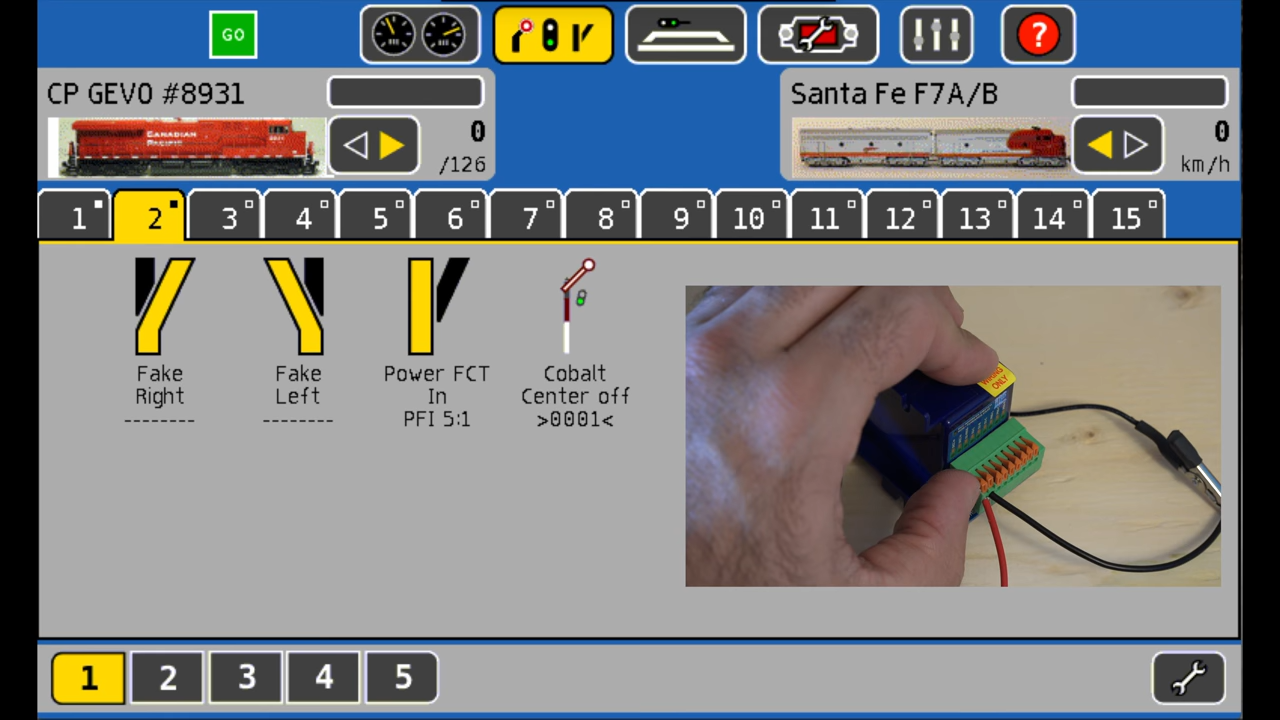 GO
?
CP GEVO #8931
CANADIAN
PACIFIC
0
/126
Santa Fe F7A/B
0
km/h
1 2 3 4 5 6 7 8 9 10 11 12 13 14 15
Fake
Right
--------
Fake
Left
--------
Power FCT
In
PFI 5:1
Cobalt
Center off
>0001<
WIRING
ONLY
1 2 3 4 5